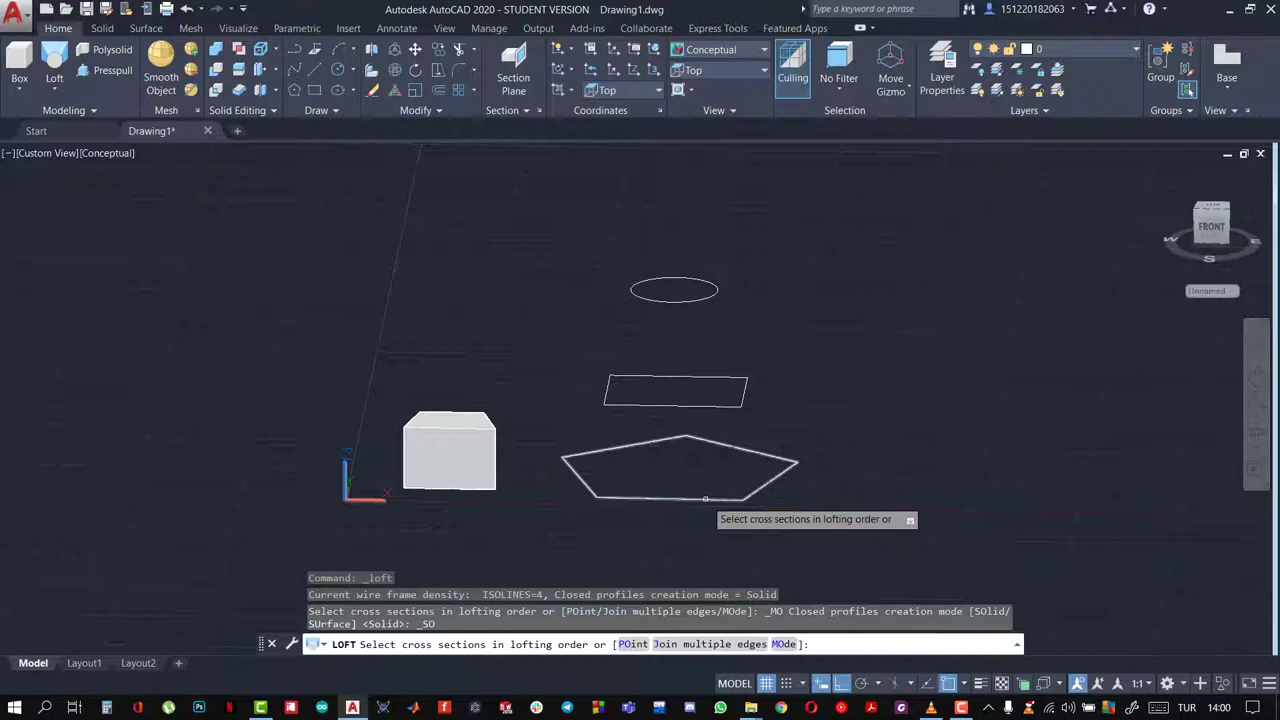 Autodesk AutoCAD 2020 - STUDENT VERSION Drawing1.dwg
Type a keyword or phrase
151220182063
Home Solid Surface Mesh Visualize Parametric Insert Annotate View Manage Output Add-ins Collaborate Express Tools Featured Apps
Box
Loft
Polysolid
Presspull
Smooth
Object
Section
Plane
Top
Conceptual
Top
Culling
No Filter
Move
Gizmo
Layer
Properties
0
Group
Base
Modeling
Mesh
Solid Editing
Draw
Modify
Section
Coordinates
View
Selection
Layers
Groups
View
Start
Drawing1*
[−][Custom View][Conceptual]
FRONT
W
E
S
Unnamed
X
Y
Select cross sections in lofting order or
Command: _loft
Current wire frame density: ISOLINES=4, Closed profiles creation mode = Solid
Select cross sections in lofting order or [POint/Join multiple edges/MOde]: _MO Closed profiles creation mode [SOlid/
SUrface] <Solid>: _SO
LOFT Select cross sections in lofting order or [POint Join multiple edges MOde]:
Model Layout1 Layout2
MODEL
1:1
TUR 14:00